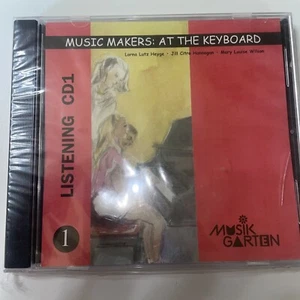 MUSIC MAKERS: AT THE KEYBOARD
Lorna Lutz Heyge · Jill Citro Hannagan · Mary Louise Wilson
LISTENING CD1
1
MUSIK
GARTEN